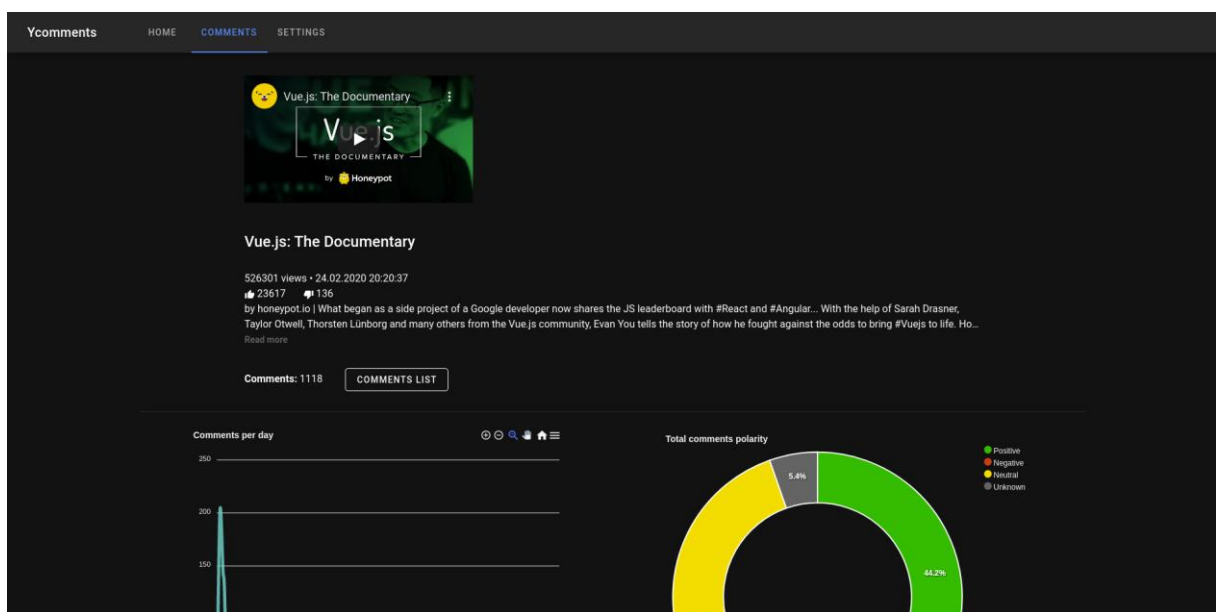 Ycomments
HOME COMMENTS SETTINGS
Vue.js: The Documentary
Vue.js
THE DOCUMENTARY
by Honeypot
Vue.js: The Documentary
526301 views • 24.02.2020 20:20:37
23617 136
by honeypot.io | What began as a side project of a Google developer now shares the JS leaderboard with #React and #Angular... With the help of Sarah Drasner,
Taylor Otwell, Thorsten Lünborg and many others from the Vue.js community, Evan You tells the story of how he fought against the odds to bring #Vuejs to life. Ho...
Read more
Comments: 1118 COMMENTS LIST
Comments per day
250
200
150
Total comments polarity
5.4%
44.2%
Positive
Negative
Neutral
Unknown